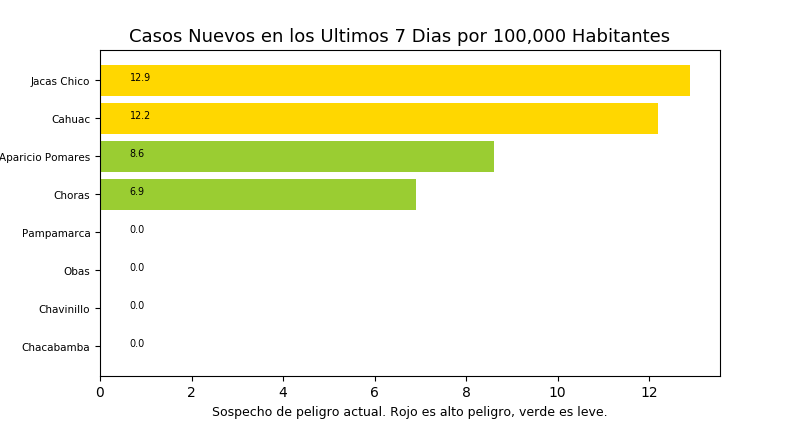 Casos Nuevos en los Ultimos 7 Dias por 100,000 Habitantes
Jacas Chico 12.9
Cahuac 12.2
Aparicio Pomares 8.6
Choras 6.9
Pampamarca 0.0
Obas 0.0
Chavinillo 0.0
Chacabamba 0.0
0 2 4 6 8 10 12
Sospecho de peligro actual. Rojo es alto peligro, verde es leve.